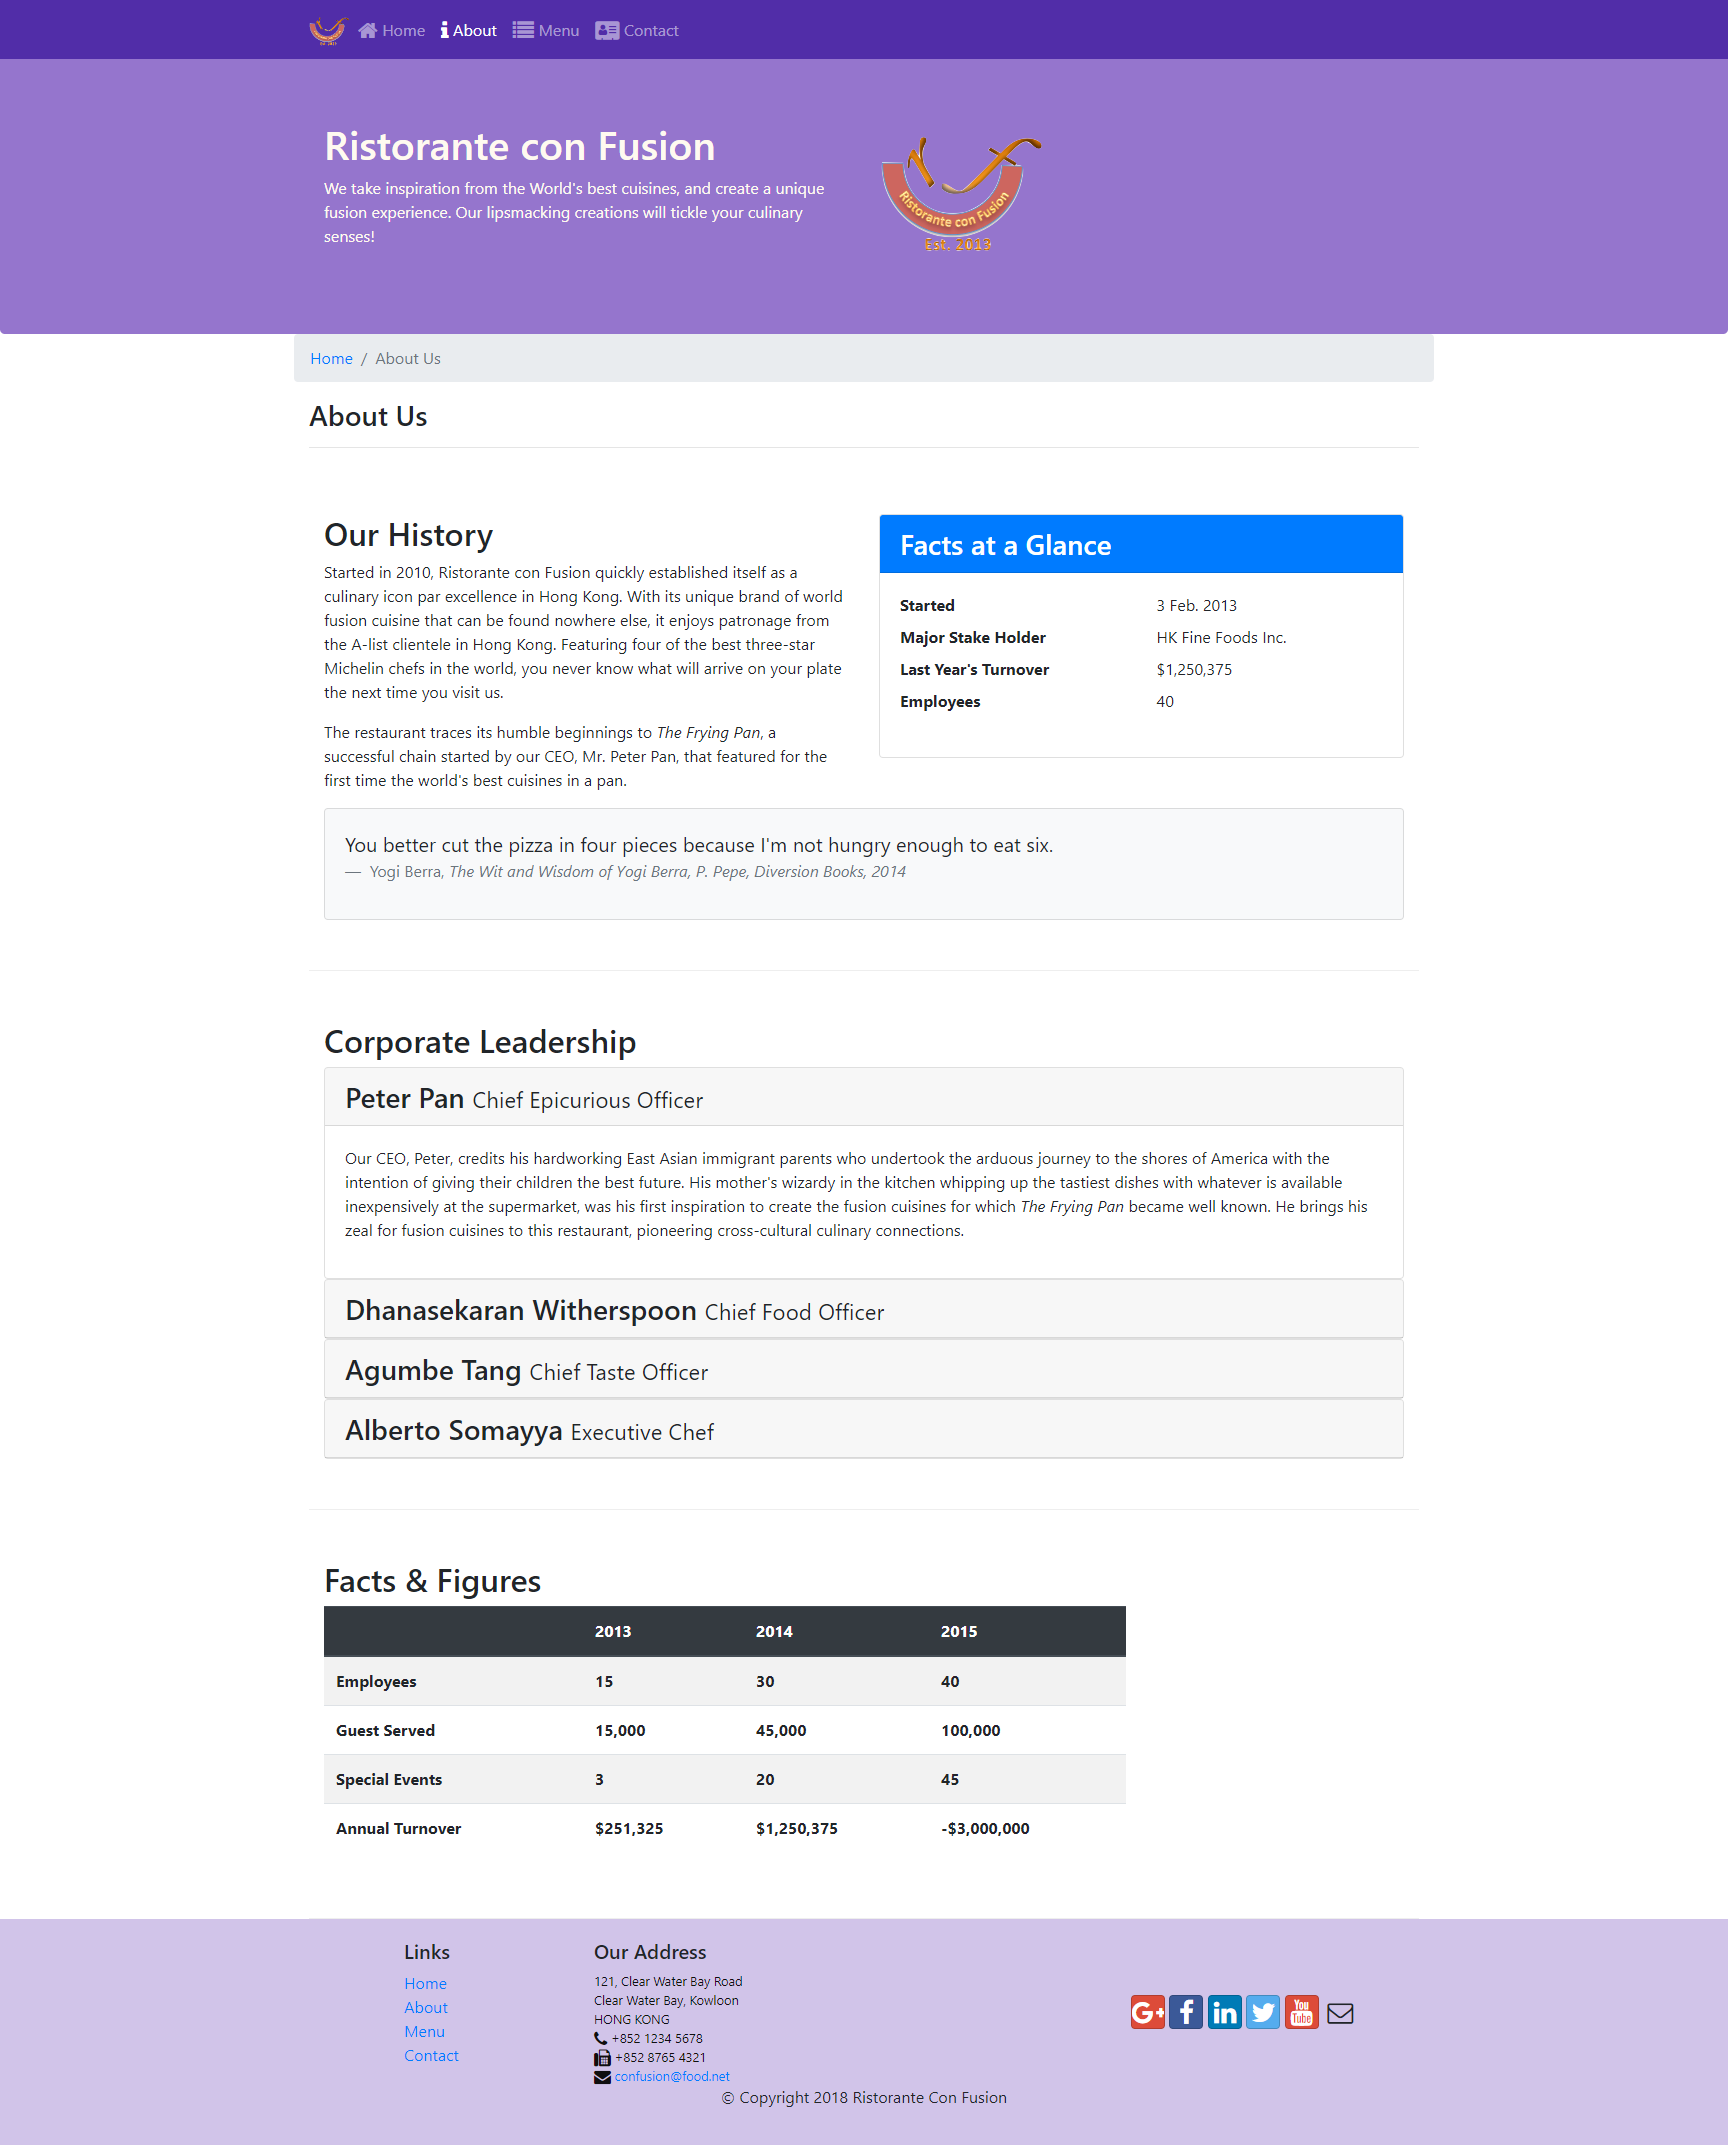 Home About Menu Contact
Ristorante con Fusion
We take inspiration from the World's best cuisines, and create a unique
fusion experience. Our lipsmacking creations will tickle your culinary
senses!
Ristorante con Fusion
Est. 2013
Home / About Us
About Us
Our History
Started in 2010, Ristorante con Fusion quickly established itself as a
culinary icon par excellence in Hong Kong. With its unique brand of world
fusion cuisine that can be found nowhere else, it enjoys patronage from
the A-list clientele in Hong Kong. Featuring four of the best three-star
Michelin chefs in the world, you never know what will arrive on your plate
the next time you visit us.
The restaurant traces its humble beginnings to The Frying Pan, a
successful chain started by our CEO, Mr. Peter Pan, that featured for the
first time the world's best cuisines in a pan.
Facts at a Glance
Started 3 Feb. 2013
Major Stake Holder HK Fine Foods Inc.
Last Year's Turnover $1,250,375
Employees 40
You better cut the pizza in four pieces because I'm not hungry enough to eat six.
— Yogi Berra, The Wit and Wisdom of Yogi Berra, P. Pepe, Diversion Books, 2014
Corporate Leadership
Peter Pan Chief Epicurious Officer
Our CEO, Peter, credits his hardworking East Asian immigrant parents who undertook the arduous journey to the shores of America with the
intention of giving their children the best future. His mother's wizardy in the kitchen whipping up the tastiest dishes with whatever is available
inexpensively at the supermarket, was his first inspiration to create the fusion cuisines for which The Frying Pan became well known. He brings his
zeal for fusion cuisines to this restaurant, pioneering cross-cultural culinary connections.
Dhanasekaran Witherspoon Chief Food Officer
Agumbe Tang Chief Taste Officer
Alberto Somayya Executive Chef
Facts & Figures
2013 2014 2015
Employees 15 30 40
Guest Served 15,000 45,000 100,000
Special Events 3 20 45
Annual Turnover $251,325 $1,250,375 -$3,000,000
Links
Home
About
Menu
Contact
Our Address
121, Clear Water Bay Road
Clear Water Bay, Kowloon
HONG KONG
+852 1234 5678
+852 8765 4321
confusion@food.net
G+ f in You Tube
© Copyright 2018 Ristorante Con Fusion